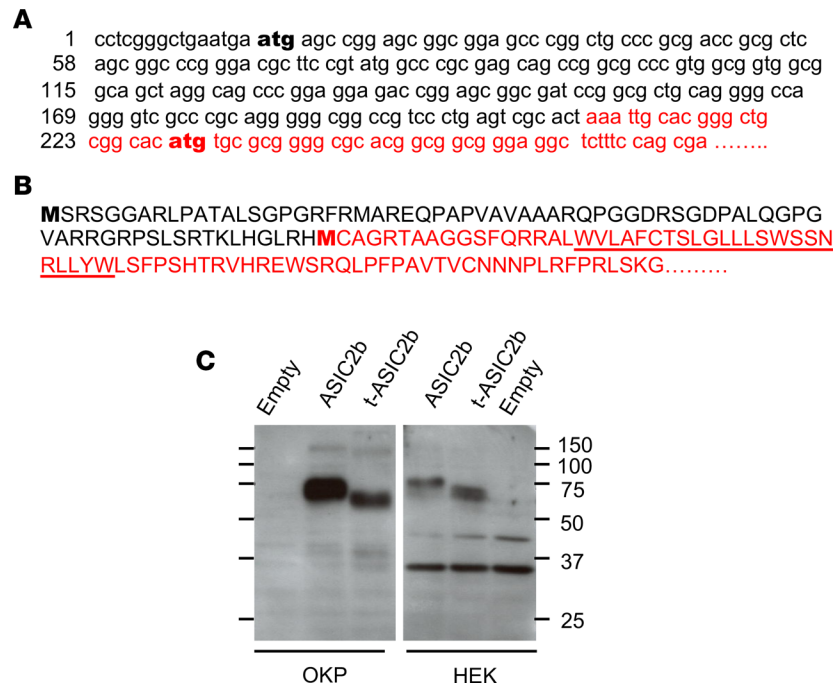 A
1 cctcgggctgaatga atg agc cgg agc ggc gga gcc cgg ctg ccc gcg acc gcg ctc
58 agc ggc ccg gga cgc ttc cgt atg gcc cgc gag cag ccg gcg ccc gtg gcg gtg gcg
115 gca gct agg cag ccc gga gga gac cgg agc ggc gat ccg gcg ctg cag ggg cca
169 ggg gtc gcc cgc agg ggg cgg ccg tcc ctg agt cgc act aaa ttg cac ggg ctg
223 cgg cac atg tgc gcg ggg cgc acg gcg gcg gga ggc tctttc cag cga ........
B
MSRSGGARLPATALSGPGRFRMAREQPAPVAVAAARQPGGDRSGDPALQGPG
VARRGRPSLSRTKLHGLRHMCAGRTAAGGSFQRRALWVLAFCTSLGLLLSWSSN
RLLYWLSFPSHTRVHREWSRQLPFPAVTVCNNNPLRFPRLSKG.........
C
Empty ASIC2b t-ASIC2b ASIC2b t-ASIC2b Empty
150
100
75
50
37
25
OKP HEK